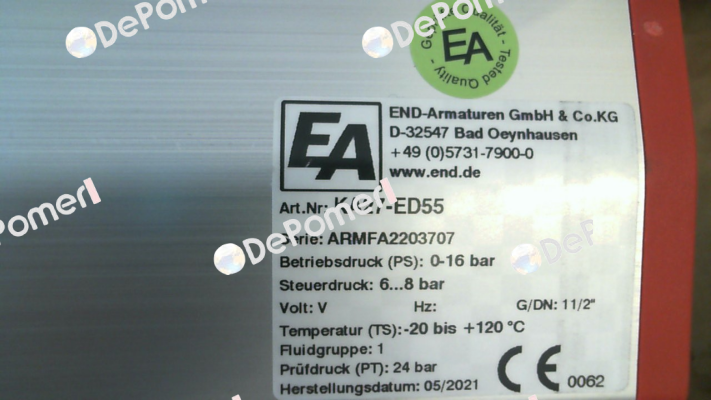 Geprüfte Qualität - Tested Quality -
EA
EA
END-Armaturen GmbH & Co.KG
D-32547 Bad Oeynhausen
+49 (0)5731-7900-0
www.end.de
Art.Nr:
Serie: ARMFA2203707
Betriebsdruck (PS): 0-16 bar
Steuerdruck: 6...8 bar
Volt: V Hz: G/DN: 11/2"
Temperatur (TS):-20 bis +120 °C
Fluidgruppe: 1
Prüfdruck (PT): 24 bar
Herstellungsdatum: 05/2021
CE 0062
DePomerl
DePomerl
DePomerl
DePomerl